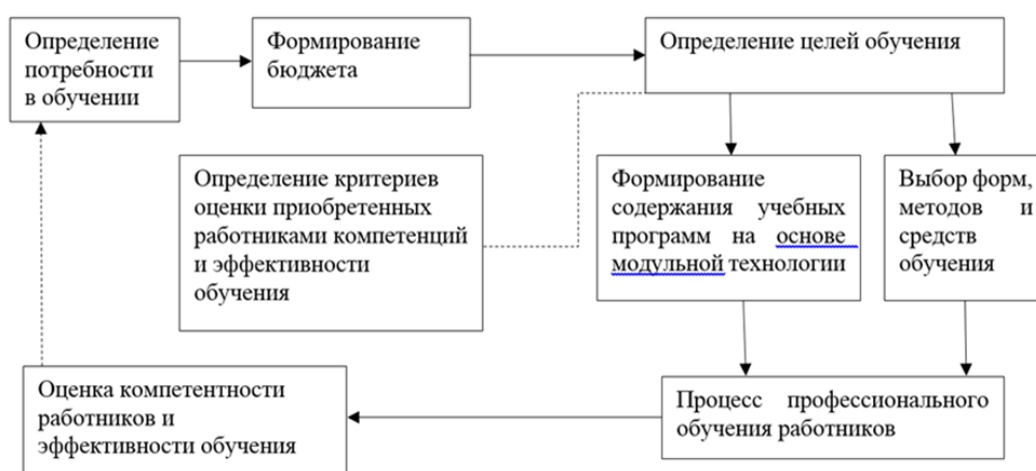 Определение
потребности
в обучении
Формирование
бюджета
Определение целей обучения
Определение критериев
оценки приобретенных
работниками компетенций
и эффективности
обучения
Формирование
содержания учебных
программ на основе
модульной технологии
Выбор форм,
методов и
средств
обучения
Оценка компетентности
работников и
эффективности обучения
Процесс профессионального
обучения работников